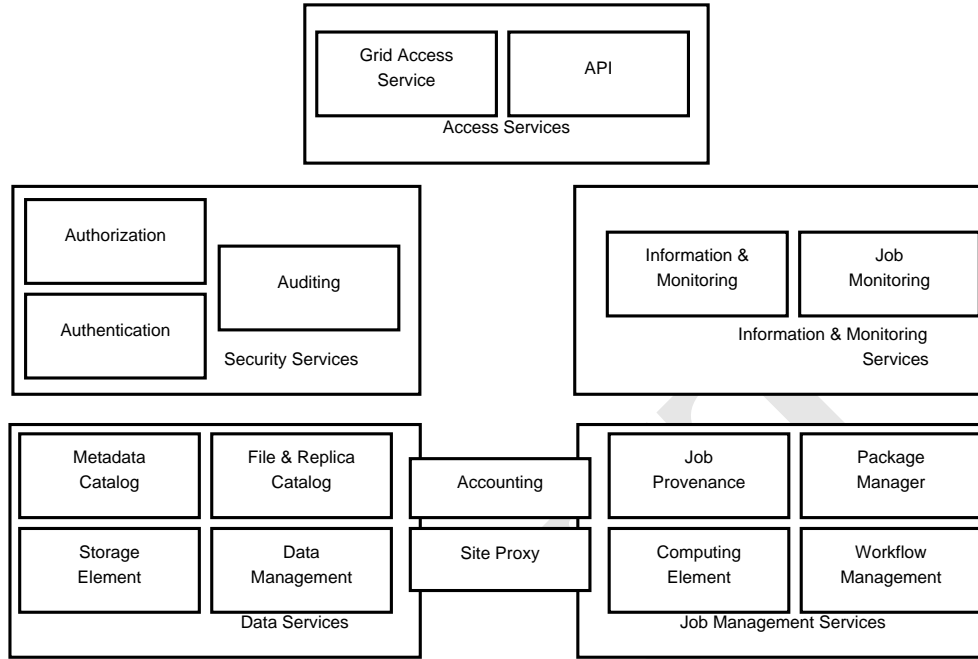 Grid Access
Service
API
Access Services
Authorization
Authentication
Auditing
Security Services
Information &
Monitoring
Job
Monitoring
Information & Monitoring
Services
Metadata
Catalog
File & Replica
Catalog
Storage
Element
Data
Management
Data Services
Accounting
Site Proxy
Job
Provenance
Package
Manager
Computing
Element
Workflow
Management
Job Management Services